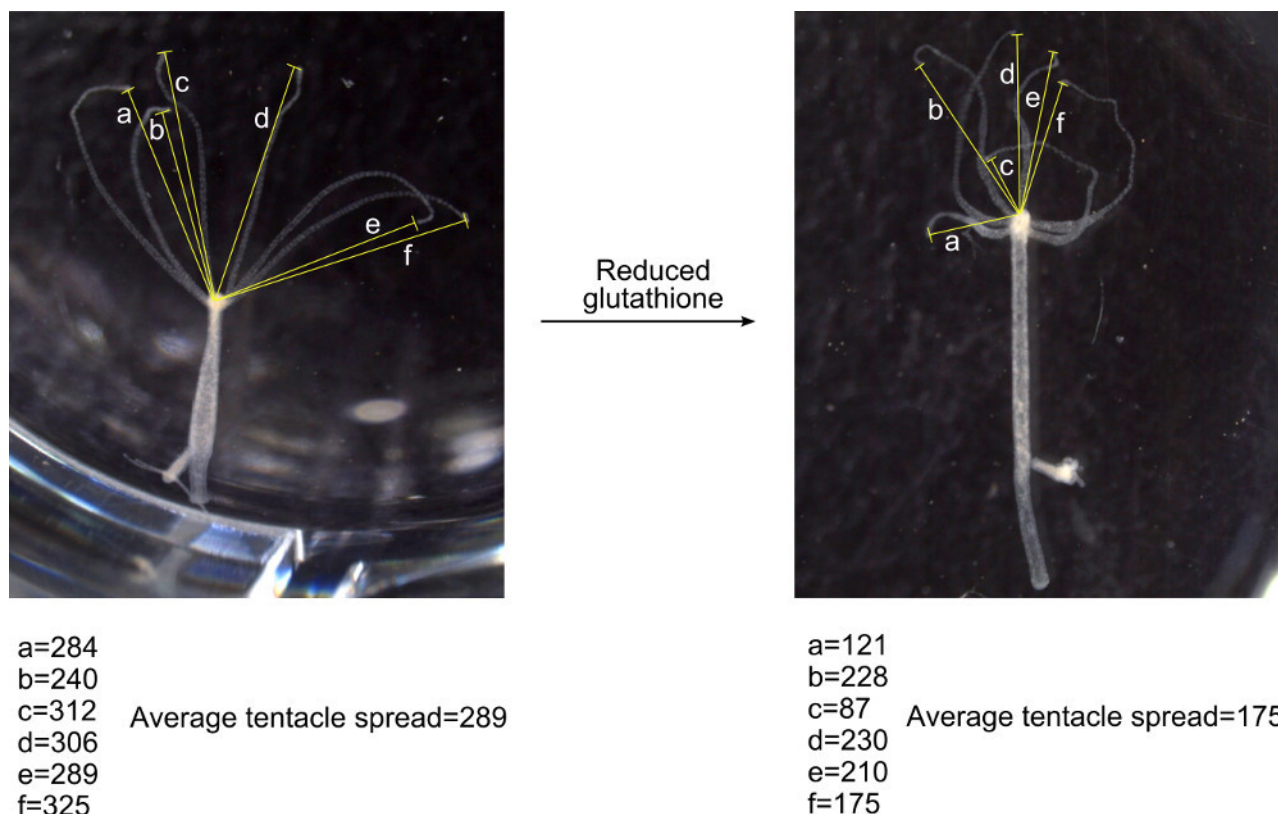 a
b
c
d
e
f
Reduced
glutathione
a
b
c
d
e
f
a=284
b=240
c=312
d=306
e=289
f=325
Average tentacle spread=289
a=121
b=228
c=87
d=230
e=210
f=175
Average tentacle spread=175